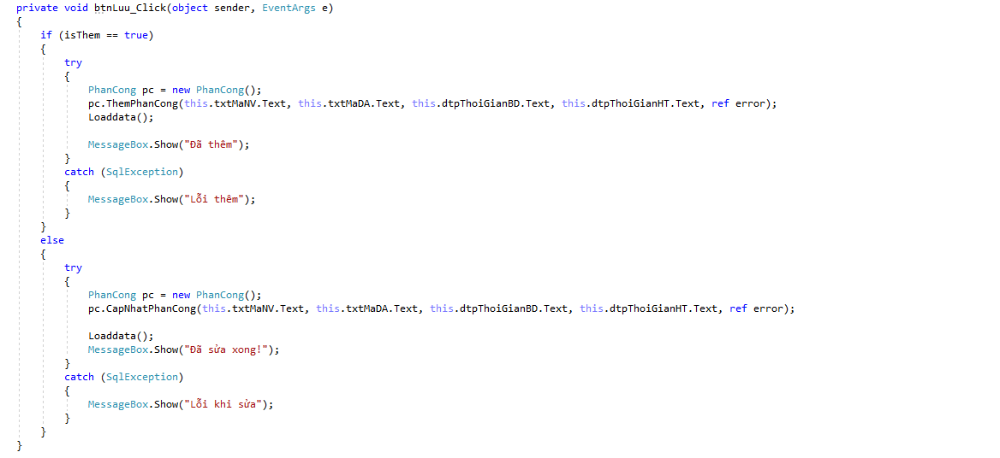 private void btnLuu_Click(object sender, EventArgs e)
{
if (isThem == true)
{
try
{
PhanCong pc = new PhanCong();
pc.ThemPhanCong(this.txtMaNV.Text, this.txtMaDA.Text, this.dtpThoiGianBD.Text, this.dtpThoiGianHT.Text, ref error);
Loaddata();
MessageBox.Show("Đã thêm");
}
catch (SqlException)
{
MessageBox.Show("Lỗi thêm");
}
}
else
{
try
{
PhanCong pc = new PhanCong();
pc.CapNhatPhanCong(this.txtMaNV.Text, this.txtMaDA.Text, this.dtpThoiGianBD.Text, this.dtpThoiGianHT.Text, ref error);
Loaddata();
MessageBox.Show("Đã sửa xong!");
}
catch (SqlException)
{
MessageBox.Show("Lỗi khi sửa");
}
}
}